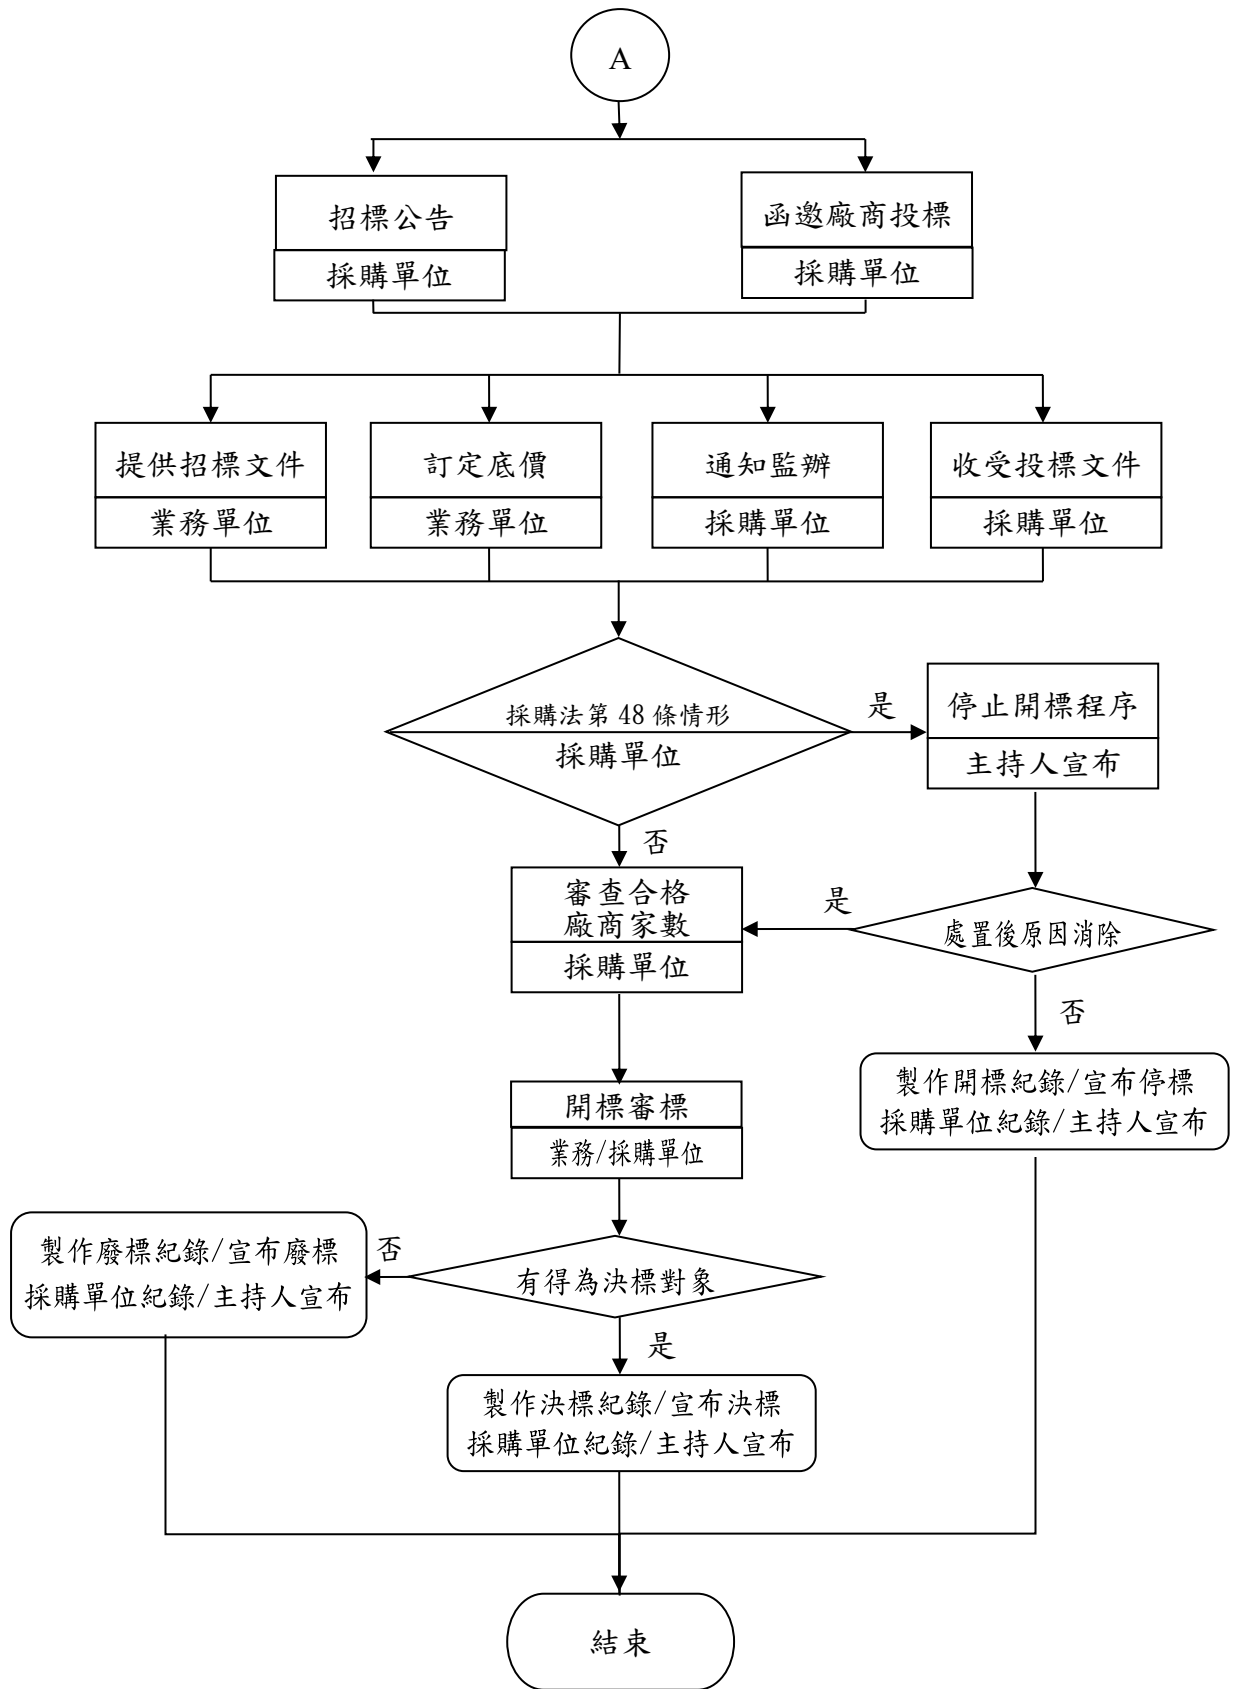 A
招標公告
採購單位
函邀廠商投標
採購單位
提供招標文件
業務單位
訂定底價
業務單位
通知監辦
採購單位
收受投標文件
採購單位
採購法第 48 條情形
採購單位
是
停止開標程序
主持人宣布
否
審查合格
廠商家數
採購單位
是
處置後原因消除
否
製作開標紀錄/宣布停標
採購單位紀錄/主持人宣布
開標審標
業務/採購單位
製作廢標紀錄/宣布廢標
採購單位紀錄/主持人宣布
否
有得為決標對象
是
製作決標紀錄/宣布決標
採購單位紀錄/主持人宣布
結束